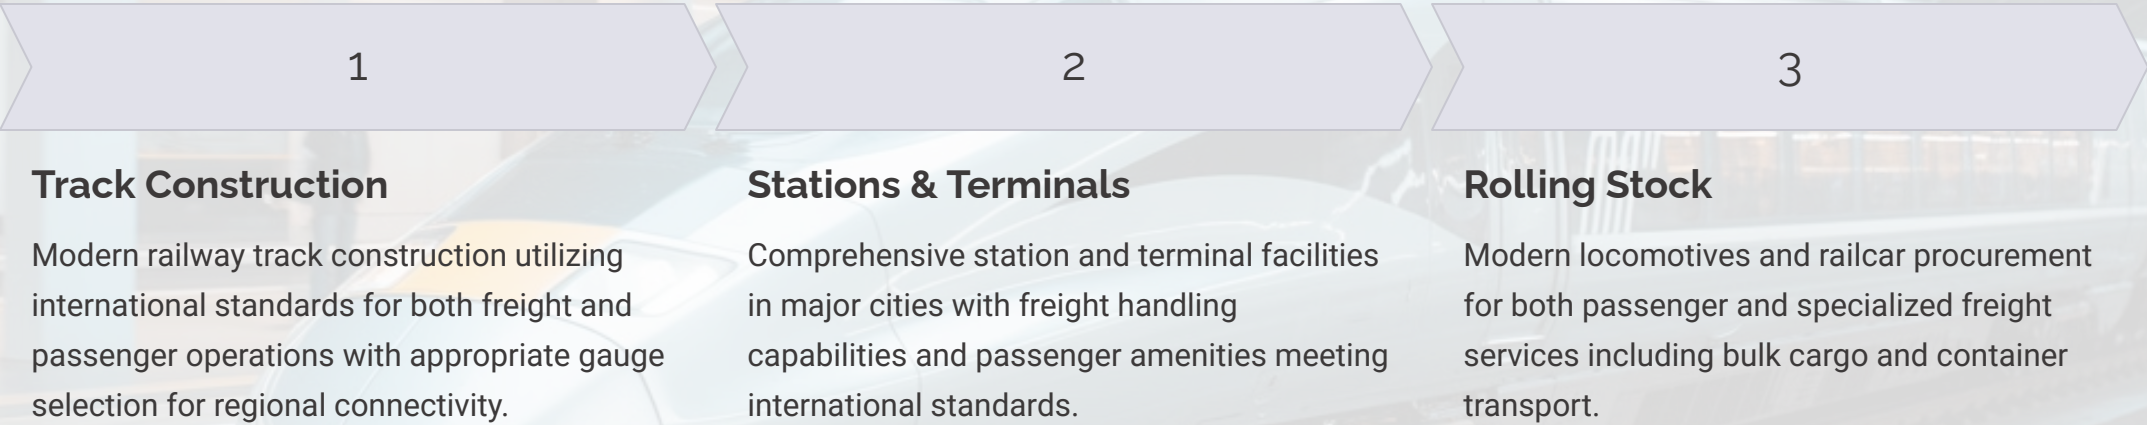 1
Track Construction
Modern railway track construction utilizing
international standards for both freight and
passenger operations with appropriate gauge
selection for regional connectivity.
2
Stations & Terminals
Comprehensive station and terminal facilities
in major cities with freight handling
capabilities and passenger amenities meeting
international standards.
3
Rolling Stock
Modern locomotives and railcar procurement
for both passenger and specialized freight
services including bulk cargo and container
transport.